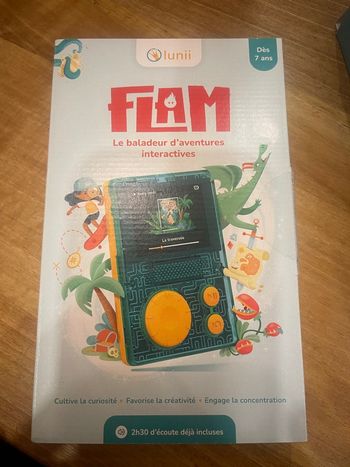 lunii
Dès
7 ans
FLAM
Le baladeur d'aventures
interactives
La traversée
Cultive la curiosité • Favorise la créativité • Engage la concentration
2h30 d'écoute déjà incluses